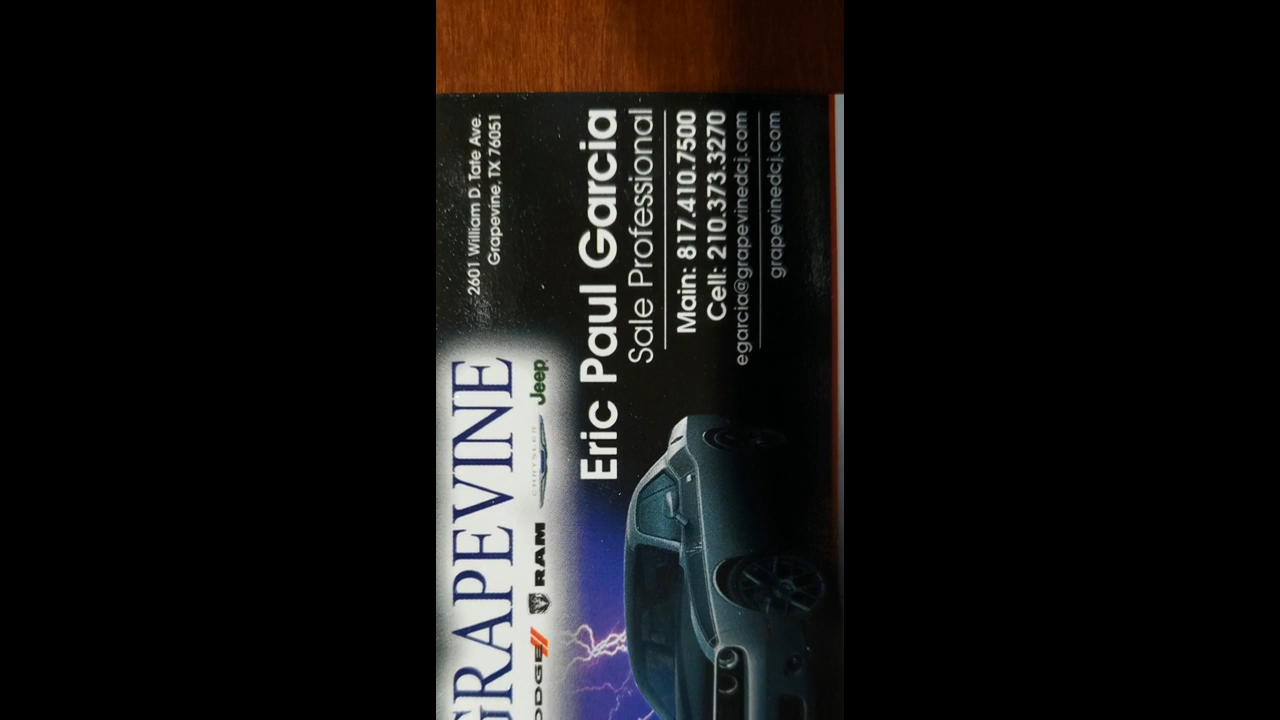 GRAPEVINE
DODGE RAM CHRYSLER Jeep
2601 William D. Tate Ave.
Grapevine, TX 76051
Eric Paul Garcia
Sale Professional
Main: 817.410.7500
Cell: 210.373.3270
egarcia@grapevinedcj.com
grapevinedcj.com